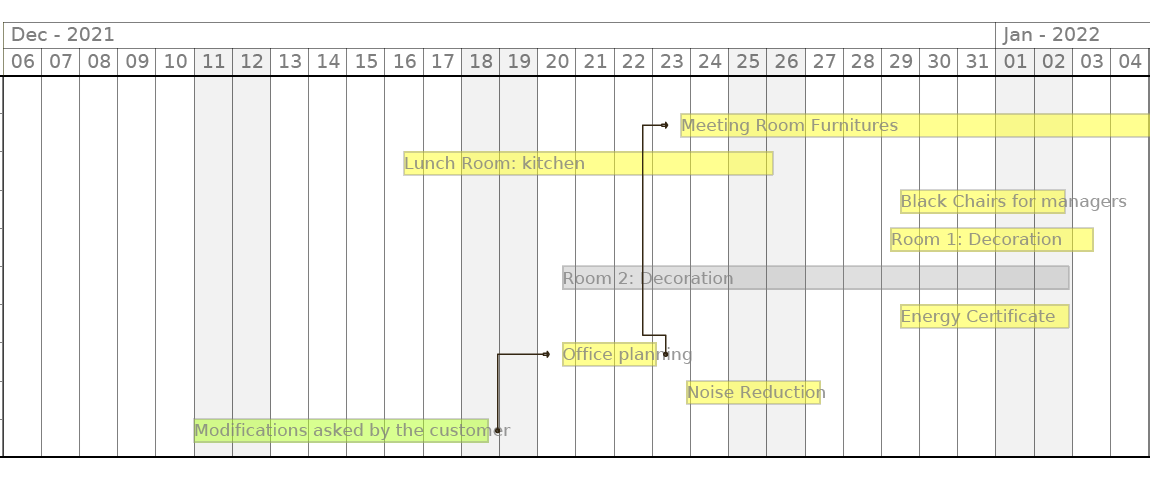 Dec - 2021 Jan - 2022
06 07 08 09 10 11 12 13 14 15 16 17 18 19 20 21 22 23 24 25 26 27 28 29 30 31 01 02 03 04
Meeting Room Furnitures
Lunch Room: kitchen
Black Chairs for managers
Room 1: Decoration
Room 2: Decoration
Energy Certificate
Office planning
Noise Reduction
Modifications asked by the customer